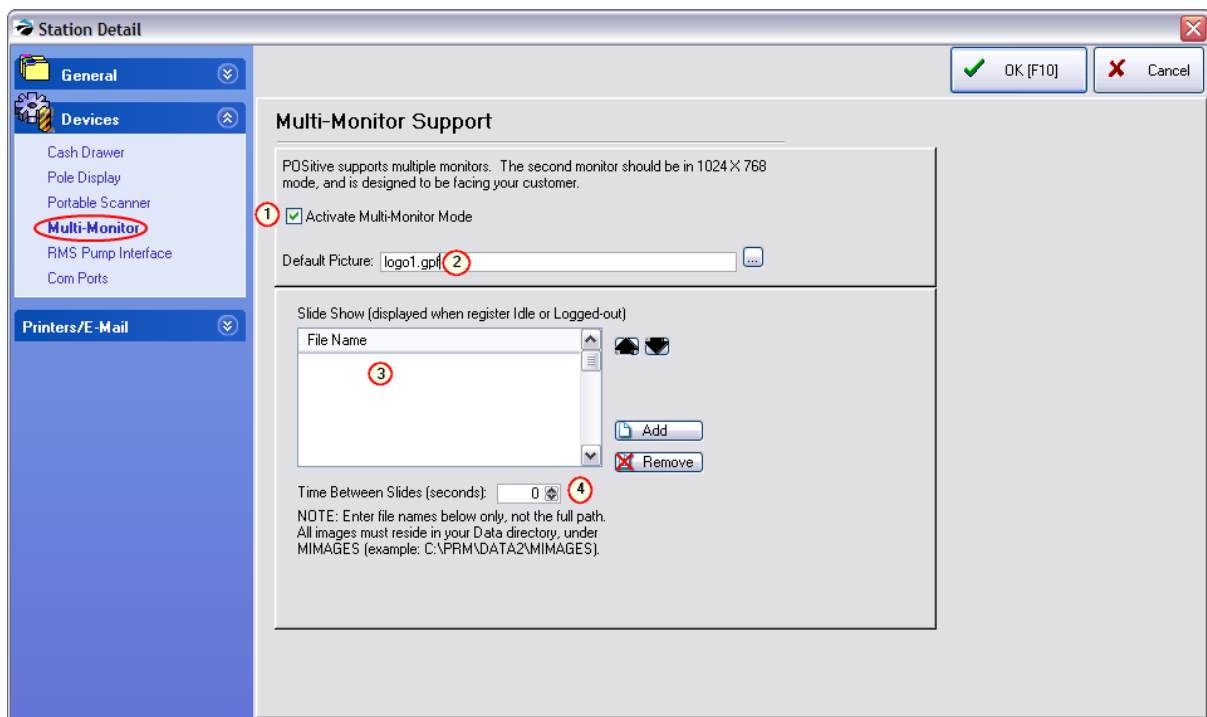 Station Detail
General
OK [F10]
Cancel
Devices
Cash Drawer
Pole Display
Portable Scanner
Multi-Monitor
RMS Pump Interface
Com Ports
Printers/E-Mail
Multi-Monitor Support
POSitive supports multiple monitors. The second monitor should be in 1024 X 768
mode, and is designed to be facing your customer.
1 Activate Multi-Monitor Mode
Default Picture: logo1.gpf 2 ...
Slide Show (displayed when register Idle or Logged-out)
File Name
3
Add
Remove
Time Between Slides (seconds): 0 4
NOTE: Enter file names below only, not the full path.
All images must reside in your Data directory, under
MIMAGES (example: C:\PRM\DATA2\MIMAGES).